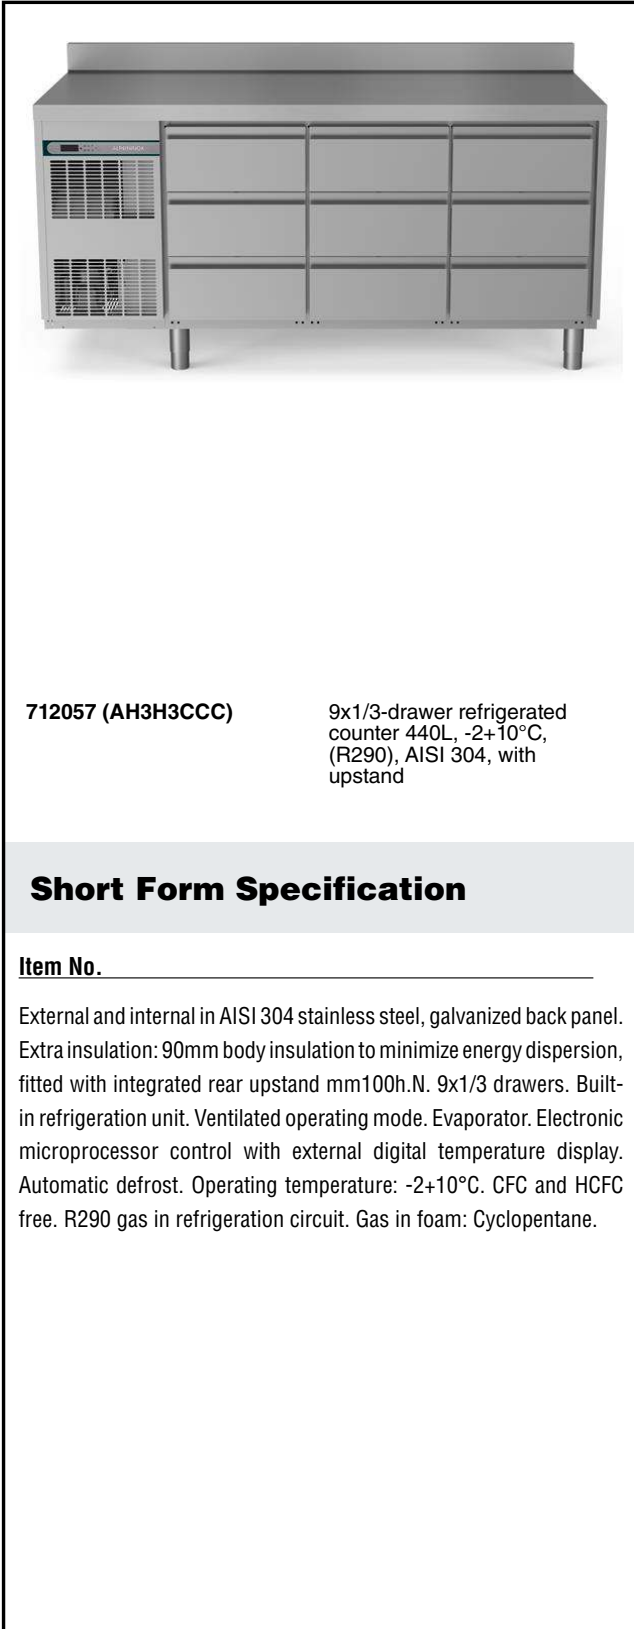 712057 (AH3H3CCC)
9x1/3-drawer refrigerated
counter 440L, -2+10°C,
(R290), AISI 304, with
upstand
Short Form Specification
Item No.
External and internal in AISI 304 stainless steel, galvanized back panel.
Extra insulation: 90mm body insulation to minimize energy dispersion,
fitted with integrated rear upstand mm100h.N. 9x1/3 drawers. Built-
in refrigeration unit. Ventilated operating mode. Evaporator. Electronic
microprocessor control with external digital temperature display.
Automatic defrost. Operating temperature: -2+10°C. CFC and HCFC
free. R290 gas in refrigeration circuit. Gas in foam: Cyclopentane.